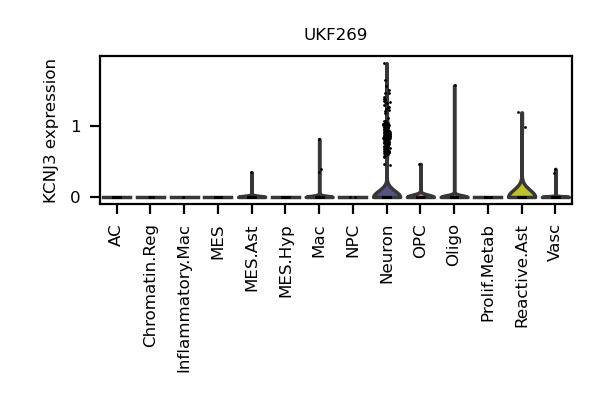 UKF269
KCNJ3 expression
1
0
AC
Chromatin.Reg
Inflammatory.Mac
MES
MES.Ast
MES.Hyp
Mac
NPC
Neuron
OPC
Oligo
Prolif.Metab
Reactive.Ast
Vasc